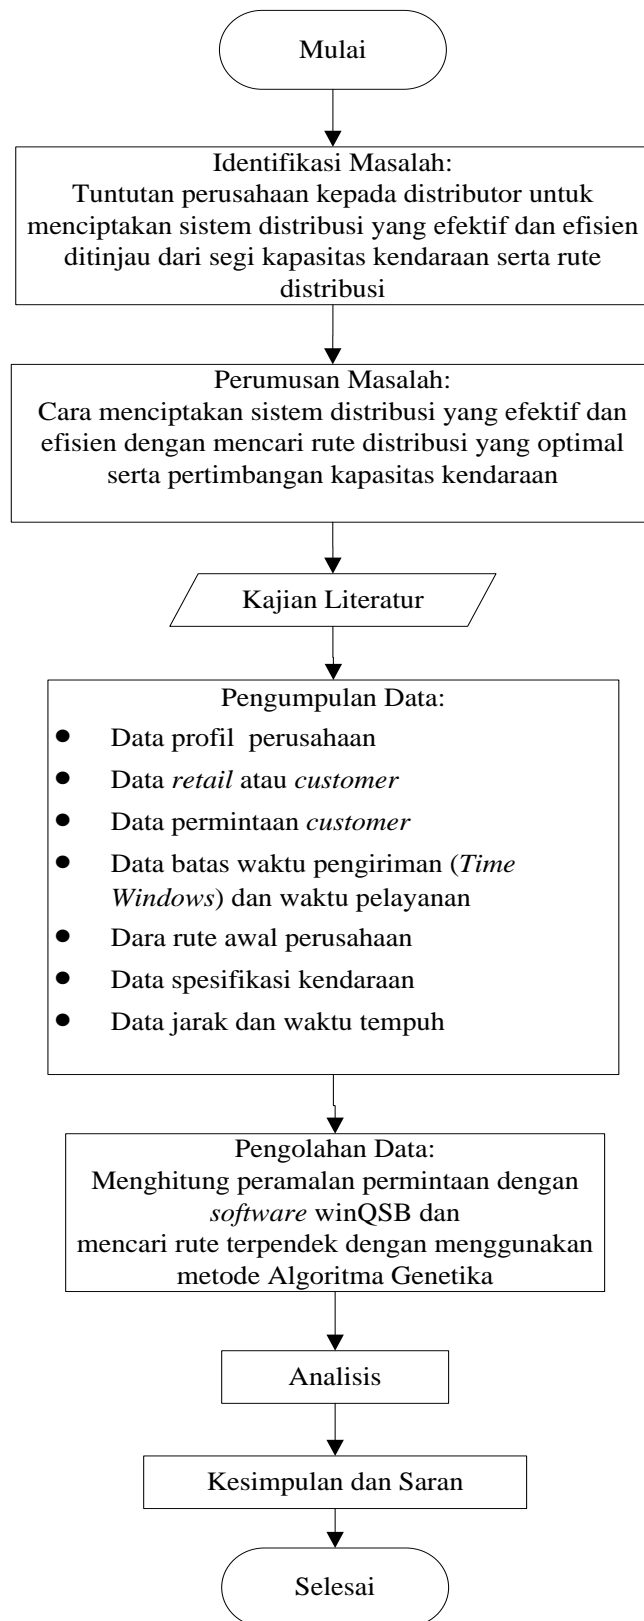 Mulai
Identifikasi Masalah:
Tuntutan perusahaan kepada distributor untuk
menciptakan sistem distribusi yang efektif dan efisien
ditinjau dari segi kapasitas kendaraan serta rute
distribusi
Perumusan Masalah:
Cara menciptakan sistem distribusi yang efektif dan
efisien dengan mencari rute distribusi yang optimal
serta pertimbangan kapasitas kendaraan
Kajian Literatur
Pengumpulan Data:
● Data profil perusahaan
● Data retail atau customer
● Data permintaan customer
● Data batas waktu pengiriman (Time
Windows) dan waktu pelayanan
● Dara rute awal perusahaan
● Data spesifikasi kendaraan
● Data jarak dan waktu tempuh
Pengolahan Data:
Menghitung peramalan permintaan dengan
software winQSB dan
mencari rute terpendek dengan menggunakan
metode Algoritma Genetika
Analisis
Kesimpulan dan Saran
Selesai